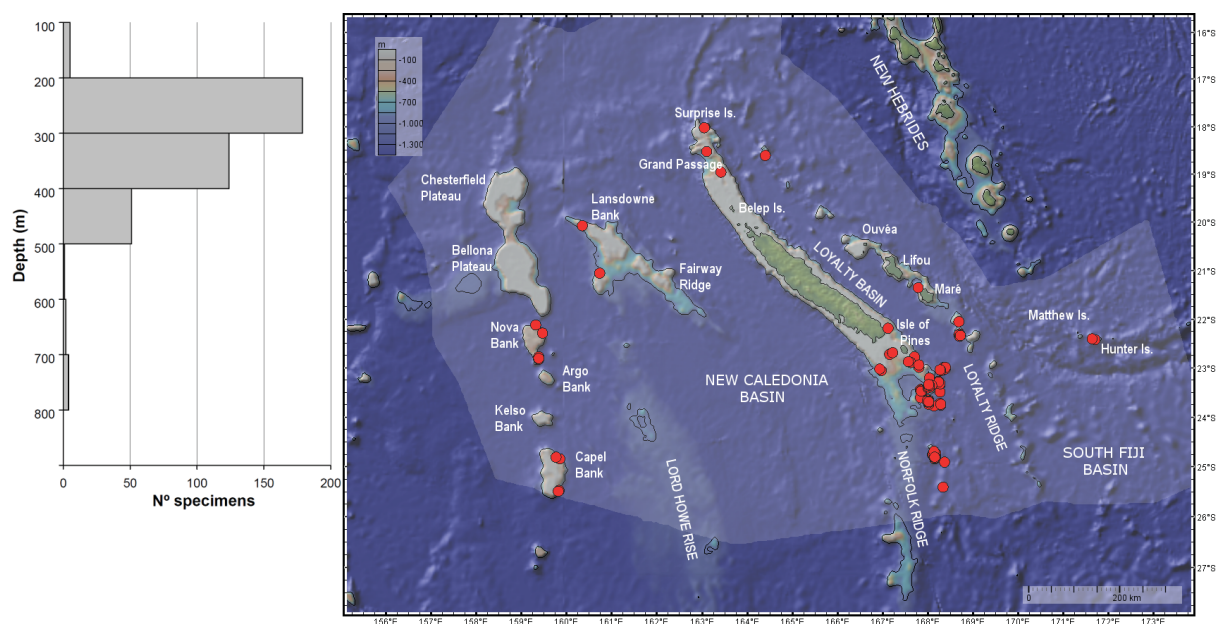 100
200
300
400
500
600
700
800
Depth (m)
0
50
100
150
200
Nº specimens
m
-100
-400
-700
-1.000
-1.300
Surprise Is.
Grand Passage
Chesterfield
Plateau
Lansdowne
Bank
Belep Is.
Bellona
Plateau
Fairway
Ridge
NEW HEBRIDES
Ouvéa
Lifou
Maré
LOYALTY BASIN
Nova
Bank
Isle of
Pines
Matthew Is.
Hunter Is.
Argo
Bank
NEW CALEDONIA
BASIN
Kelso
Bank
LOYALTY RIDGE
Capel
Bank
SOUTH FIJI
BASIN
LORD HOWE RISE
NORFOLK RIDGE
0
200 km
16°S
17°S
18°S
19°S
20°S
21°S
22°S
23°S
24°S
25°S
26°S
27°S
156°E
157°E
158°E
159°E
160°E
161°E
162°E
163°E
164°E
165°E
166°E
167°E
168°E
169°E
170°E
171°E
172°E
173°E